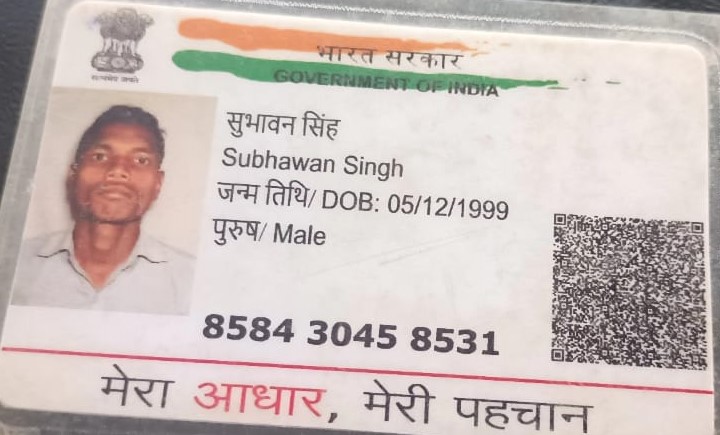 सत्यमेव जयते
भारत सरकार
GOVERNMENT OF INDIA
सुभावन सिंह
Subhawan Singh
जन्म तिथि/ DOB: 05/12/1999
पुरुष/ Male
8584 3045 8531
मेरा आधार, मेरी पहचान